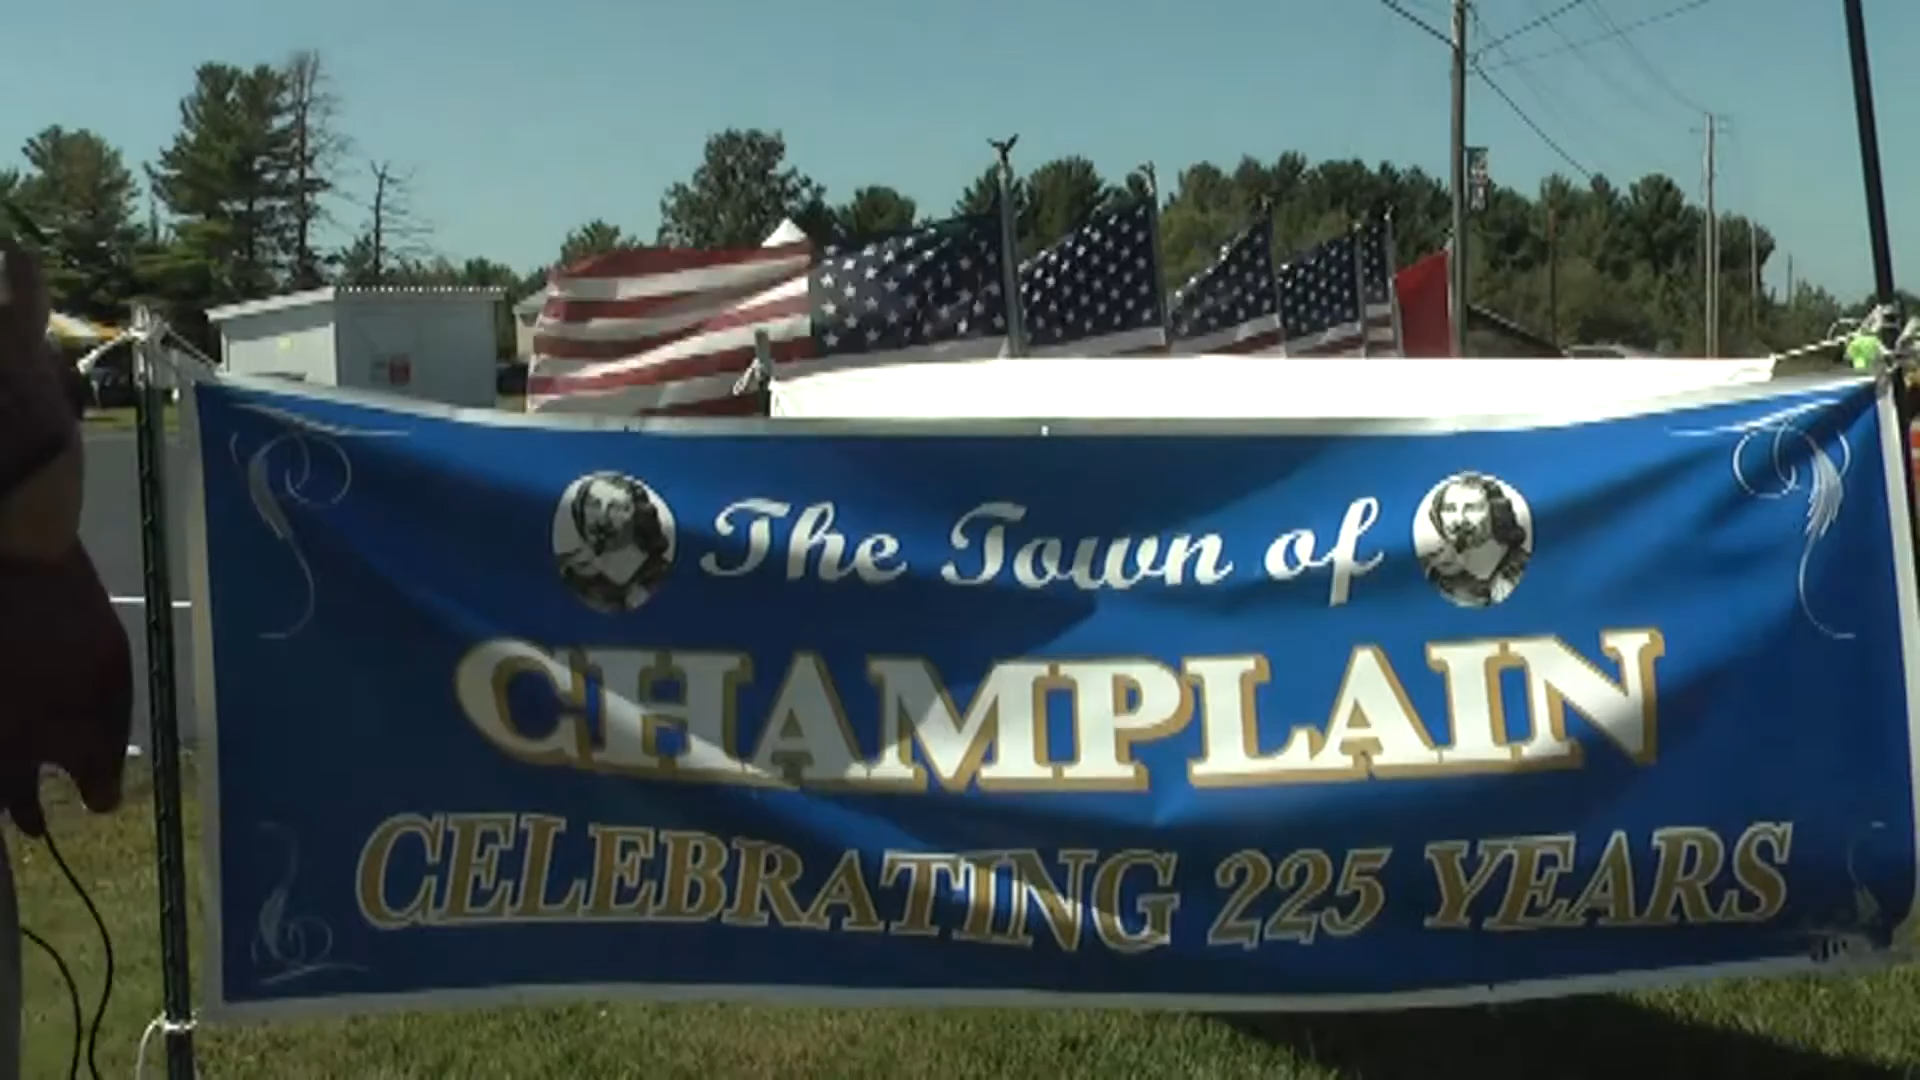 The Town of
CHAMPLAIN
CELEBRATING 225 YEARS